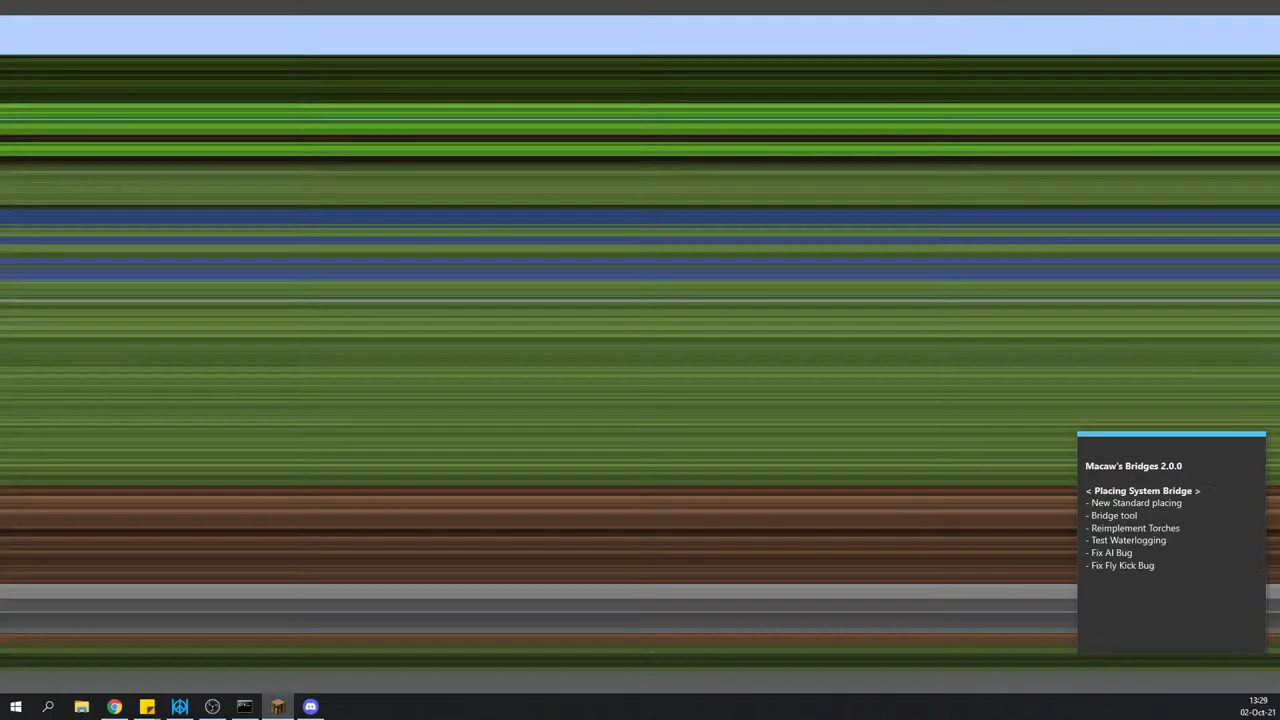 Macaw's Bridges 2.0.0
< Placing System Bridge >
- New Standard placing
- Bridge tool
- Reimplement Torches
- Test Waterlogging
- Fix AI Bug
- Fix Fly Kick Bug
13:29
02-Oct-21